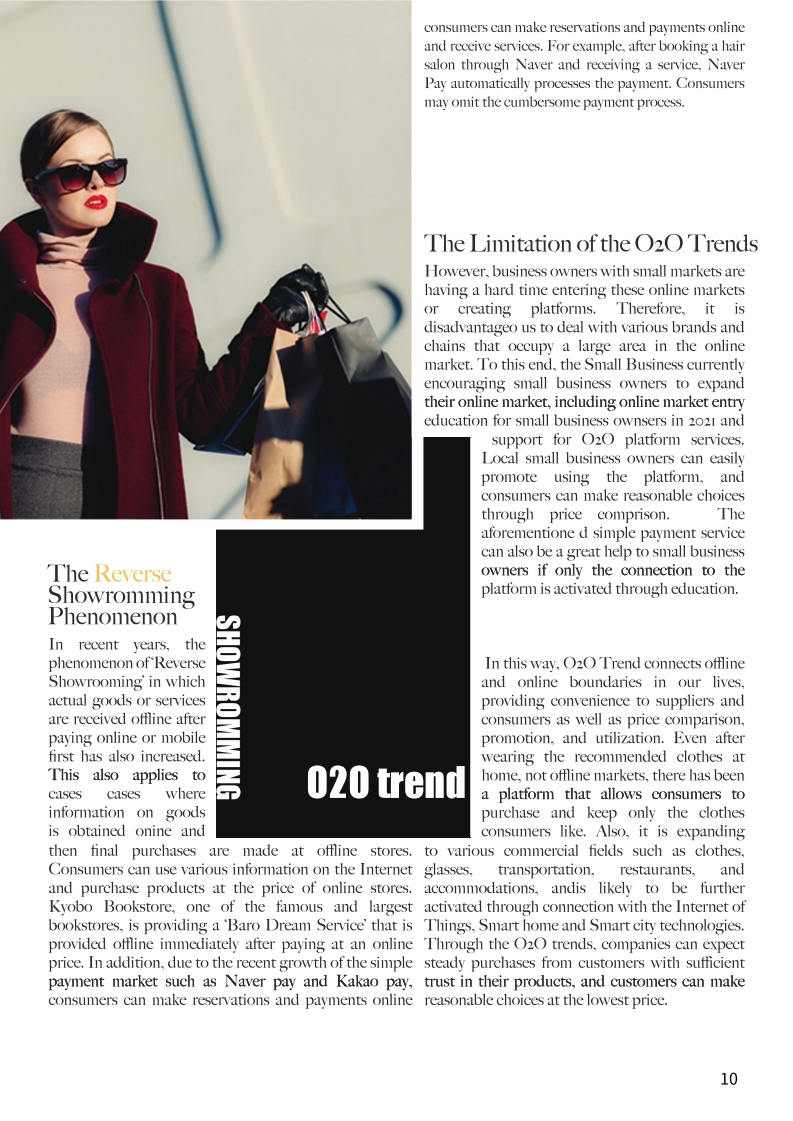 The Reverse
Showromming
Phenomenon
In recent years, the
phenomenon of ‘Reverse
Showrooming’ in which
actual goods or services
are received offline after
paying online or mobile
first has also increased.
This also applies to
cases cases where
information on goods
is obtained onine and
then final purchases are made at offline stores.
Consumers can use various information on the Internet
and purchase products at the price of online stores.
Kyobo Bookstore, one of the famous and largest
bookstores, is providing a ‘Baro Dream Service’ that is
provided offline immediately after paying at an online
price. In addition, due to the recent growth of the simple
payment market such as Naver pay and Kakao pay,
consumers can make reservations and payments online
SHOWROMMING
O2O trend
consumers can make reservations and payments online
and receive services. For example, after booking a hair
salon through Naver and receiving a service, Naver
Pay automatically processes the payment. Consumers
may omit the cumbersome payment process.
The Limitation of the O2O Trends
However, business owners with small markets are
having a hard time entering these online markets
or creating platforms. Therefore, it is
disadvantageo us to deal with various brands and
chains that occupy a large area in the online
market. To this end, the Small Business currently
encouraging small business owners to expand
their online market, including online market entry
education for small business ownsers in 2021 and
support for O2O platform services.
Local small business owners can easily
promote using the platform, and
consumers can make reasonable choices
through price comprison. The
aforementione d simple payment service
can also be a great help to small business
owners if only the connection to the
platform is activated through education.
In this way, O2O Trend connects offline
and online boundaries in our lives,
providing convenience to suppliers and
consumers as well as price comparison,
promotion, and utilization. Even after
wearing the recommended clothes at
home, not offline markets, there has been
a platform that allows consumers to
purchase and keep only the clothes
consumers like. Also, it is expanding
to various commercial fields such as clothes,
glasses, transportation, restaurants, and
accommodations, andis likely to be further
activated through connection with the Internet of
Things, Smart home and Smart city technologies.
Through the O2O trends, companies can expect
steady purchases from customers with sufficient
trust in their products, and customers can make
reasonable choices at the lowest price.
10